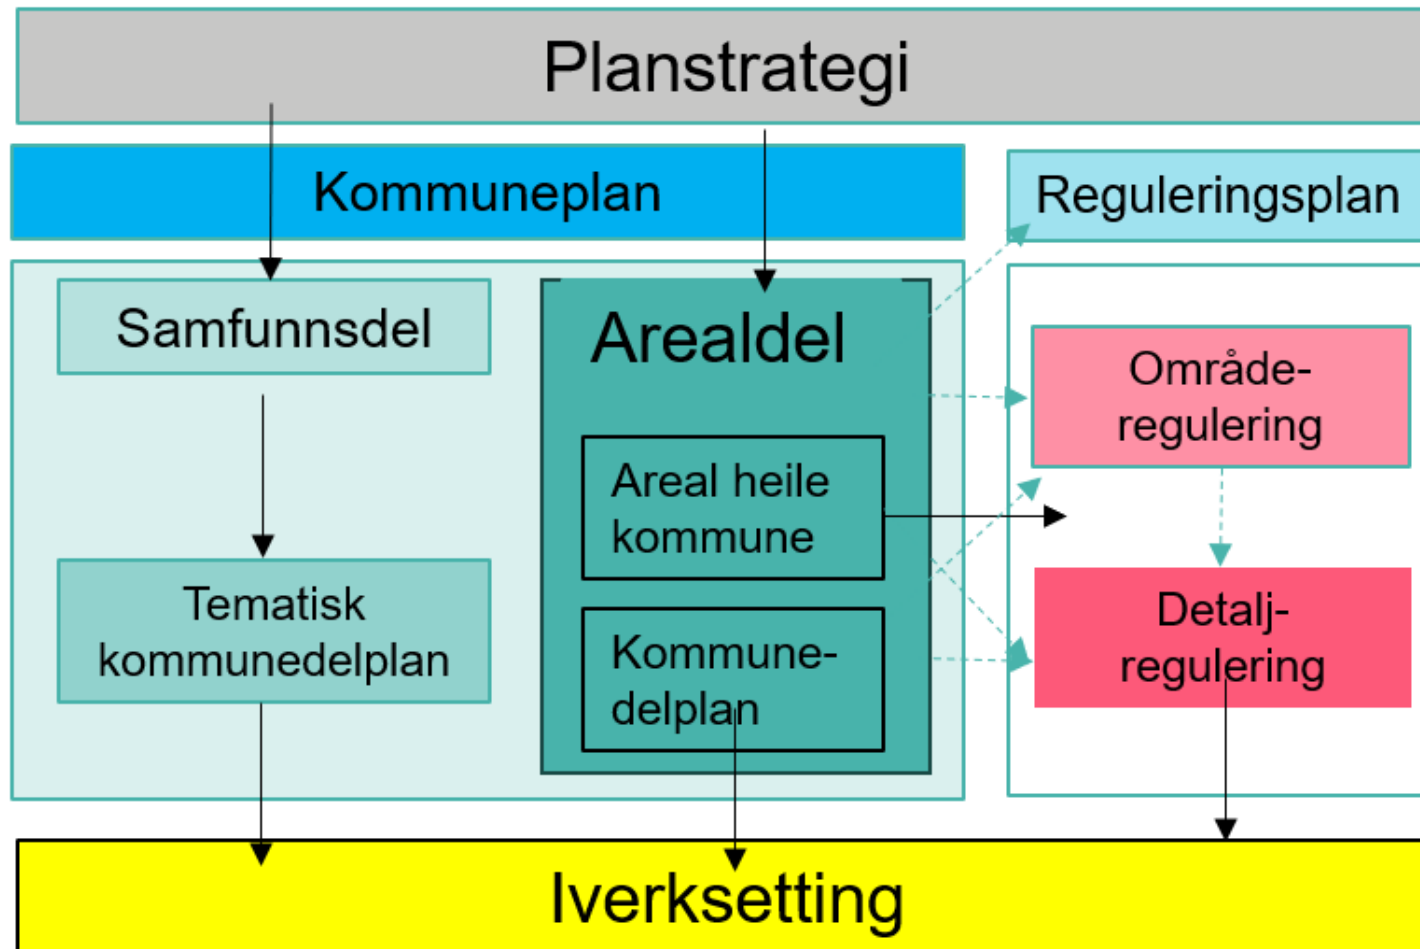 Planstrategi
Kommuneplan
Reguleringsplan
Samfunnsdel
Arealdel
Område-
regulering
Areal heile
kommune
Tematisk
kommunedelplan
Kommune-
delplan
Detalj-
regulering
Iverksetting